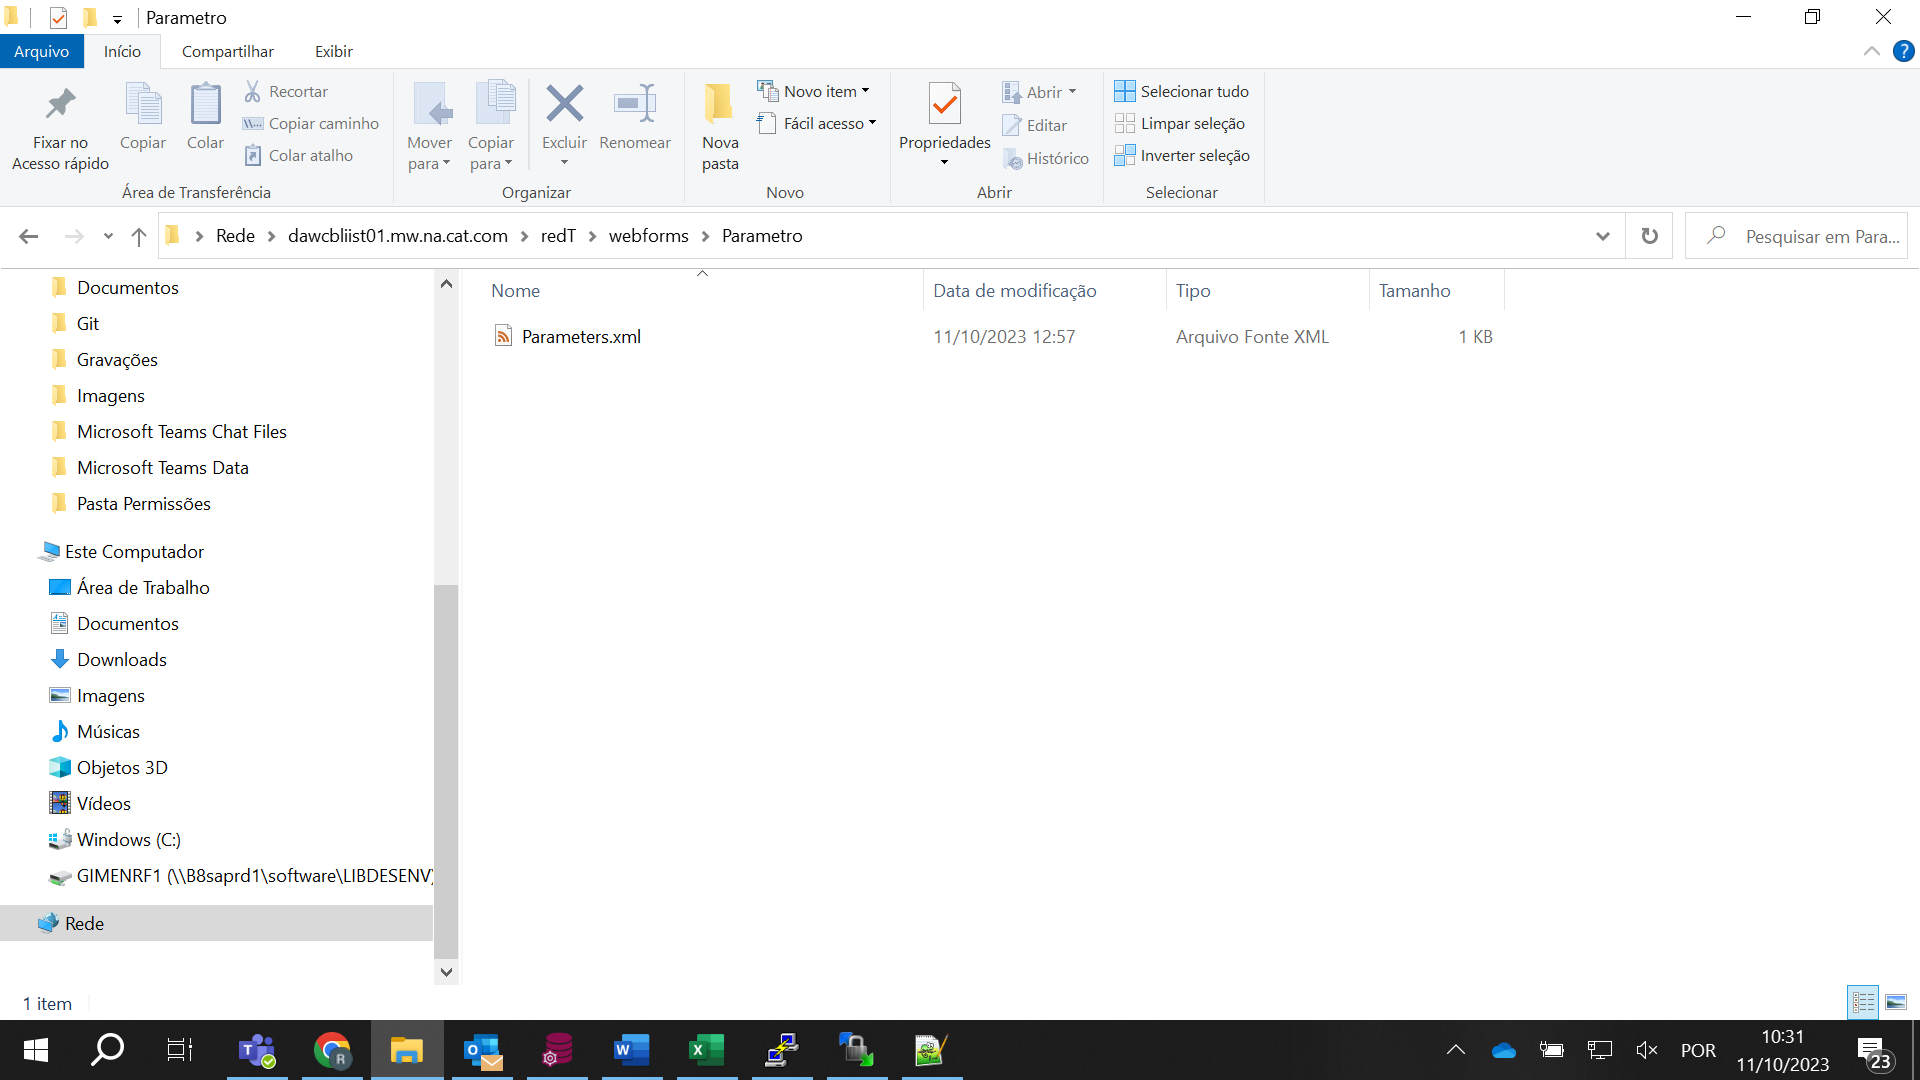 Parametro
Arquivo
Início
Compartilhar
Exibir
?
Fixar no
Acesso rápido
Copiar
Colar
Recortar
Copiar caminho
Colar atalho
Área de Transferência
Mover
para
Copiar
para
Excluir
Renomear
Organizar
Nova
pasta
Novo item
Fácil acesso
Novo
Propriedades
Abrir
Editar
Histórico
Abrir
Selecionar tudo
Limpar seleção
Inverter seleção
Selecionar
Rede
dawcbliist01.mw.na.cat.com
redT
webforms
Parametro
Pesquisar em Para...
Documentos
Git
Gravações
Imagens
Microsoft Teams Chat Files
Microsoft Teams Data
Pasta Permissões
Este Computador
Área de Trabalho
Documentos
Downloads
Imagens
Músicas
Objetos 3D
Vídeos
Windows (C:)
GIMENRF1 (\\B8saprd1\software\LIBDESENV)
Rede
Nome
Data de modificação
Tipo
Tamanho
Parameters.xml
11/10/2023 12:57
Arquivo Fonte XML
1 KB
1 item
POR
10:31
11/10/2023
23